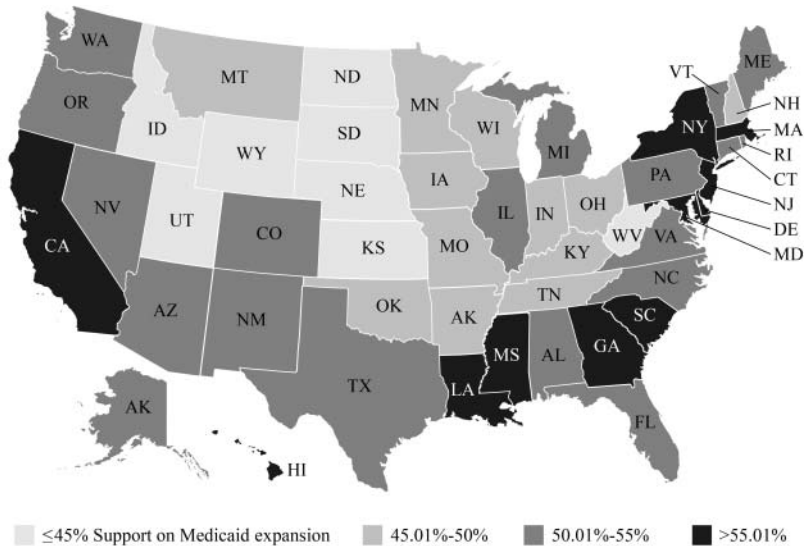 WA
ME
VT
MT
ND
MN
OR
NH
ID
SD
WI
NY
MA
WY
MI
RI
CT
IA
PA
NE
NJ
NV
IL
IN
OH
DE
UT
CO
WV
VA
MD
CA
KS
MO
KY
NC
TN
OK
AZ
NM
AK
SC
MS
AL
GA
LA
TX
AK
FL
HI
≤45% Support on Medicaid expansion 45.01%-50% 50.01%-55% >55.01%